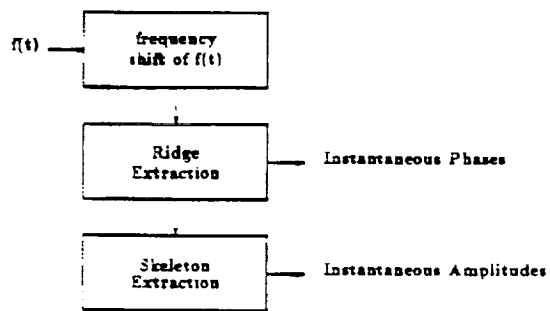 f(t)
frequency
shift of f(t)
Ridge
Extraction
Instantaneous Phases
Skeleton
Extraction
Instantaneous Amplitudes